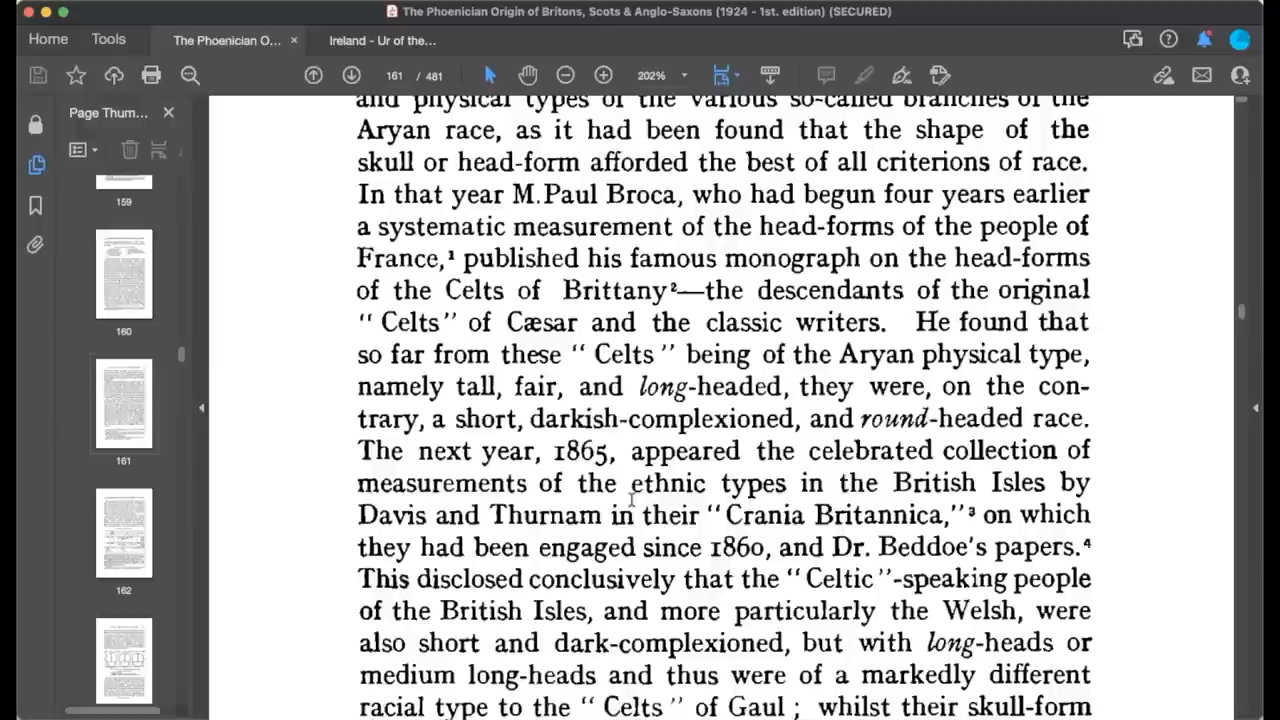 The Phoenician Origin of Britons, Scots & Anglo-Saxons (1924 - 1st. edition) (SECURED)
Home Tools The Phoenician O... × Ireland - Ur of the...
161 / 481 202%
Page Thum... ×
159
160
161
162
and physical types of the various so-called branches of the
Aryan race, as it had been found that the shape of the
skull or head-form afforded the best of all criterions of race.
In that year M. Paul Broca, who had begun four years earlier
a systematic measurement of the head-forms of the people of
France,¹ published his famous monograph on the head-forms
of the Celts of Brittany²—the descendants of the original
“ Celts” of Cæsar and the classic writers. He found that
so far from these “ Celts ” being of the Aryan physical type,
namely tall, fair, and long-headed, they were, on the con-
trary, a short, darkish-complexioned, and round-headed race.
The next year, 1865, appeared the celebrated collection of
measurements of the ethnic types in the British Isles by
Davis and Thurnam in their “Crania Britannica,”³ on which
they had been engaged since 1860, and Dr. Beddoe's papers.⁴
This disclosed conclusively that the “Celtic”-speaking people
of the British Isles, and more particularly the Welsh, were
also short and dark-complexioned, but with long-heads or
medium long-heads and thus were of a markedly different
racial type to the “ Celts ” of Gaul ; whilst their skull-form